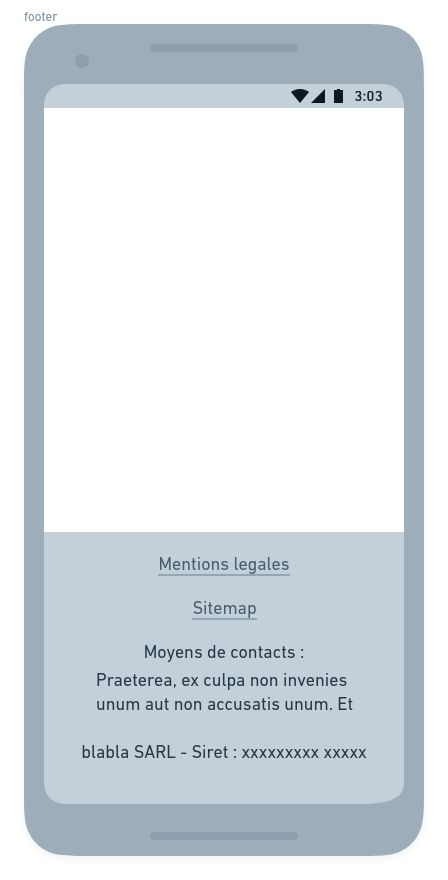 footer
3:03
Mentions legales
Sitemap
Moyens de contacts :
Praeterea, ex culpa non invenies
unum aut non accusatis unum. Et
blabla SARL - Siret : xxxxxxxxx xxxxx